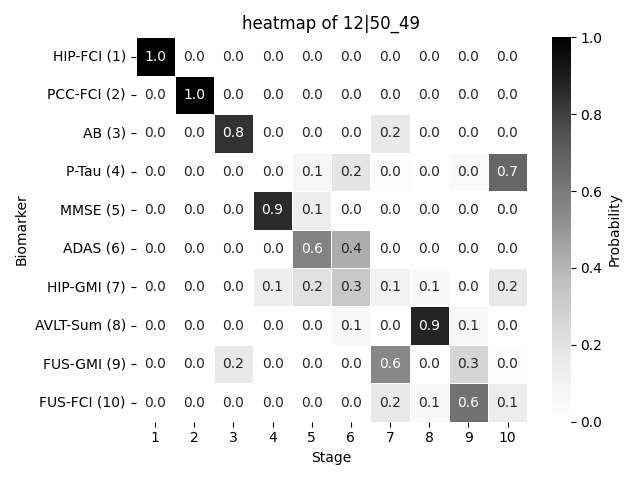 heatmap of 12|50_49
HIP-FCI (1) 1.0 0.0 0.0 0.0 0.0 0.0 0.0 0.0 0.0 0.0
PCC-FCI (2) 0.0 1.0 0.0 0.0 0.0 0.0 0.0 0.0 0.0 0.0
AB (3) 0.0 0.0 0.8 0.0 0.0 0.0 0.2 0.0 0.0 0.0
P-Tau (4) 0.0 0.0 0.0 0.0 0.1 0.2 0.0 0.0 0.0 0.7
MMSE (5) 0.0 0.0 0.0 0.9 0.1 0.0 0.0 0.0 0.0 0.0
ADAS (6) 0.0 0.0 0.0 0.0 0.6 0.4 0.0 0.0 0.0 0.0
HIP-GMI (7) 0.0 0.0 0.0 0.1 0.2 0.3 0.1 0.1 0.0 0.2
AVLT-Sum (8) 0.0 0.0 0.0 0.0 0.0 0.1 0.0 0.9 0.1 0.0
FUS-GMI (9) 0.0 0.0 0.2 0.0 0.0 0.0 0.6 0.0 0.3 0.0
FUS-FCI (10) 0.0 0.0 0.0 0.0 0.0 0.0 0.2 0.1 0.6 0.1
1 2 3 4 5 6 7 8 9 10
Stage
Biomarker
1.0
0.8
0.6
0.4
0.2
0.0
Probability